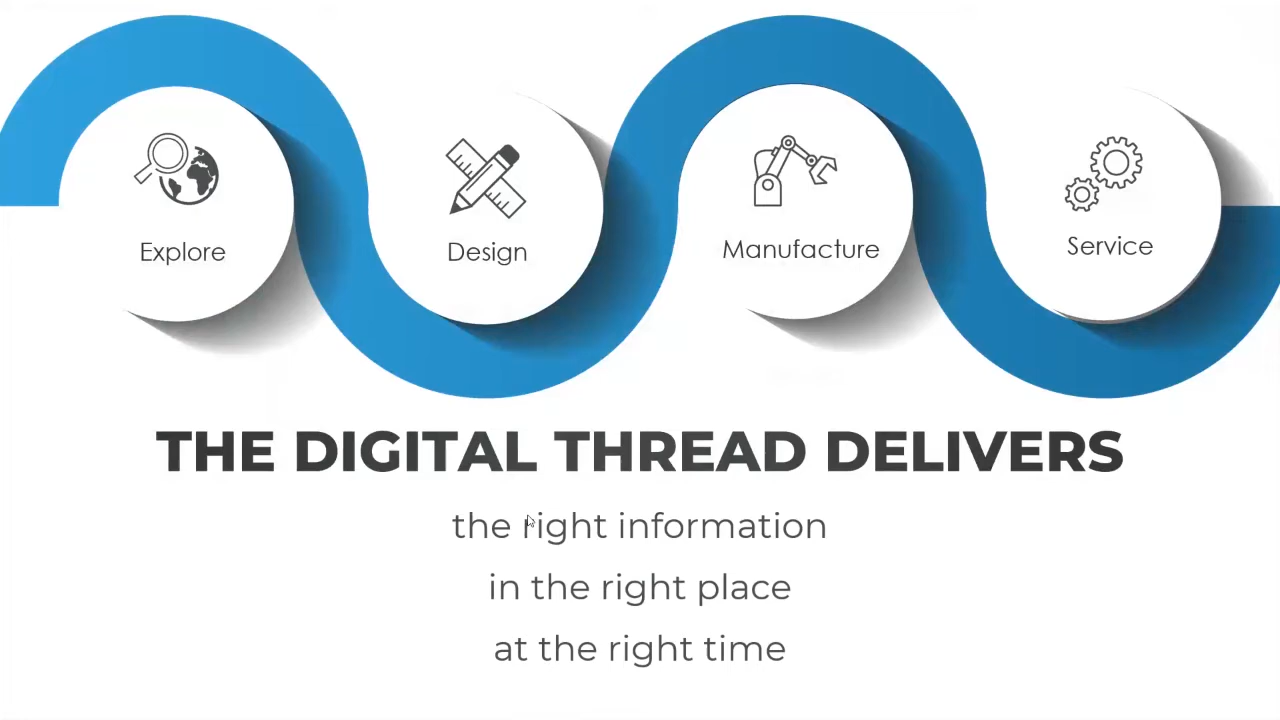 Explore
Design
Manufacture
Service
THE DIGITAL THREAD DELIVERS
the right information
in the right place
at the right time